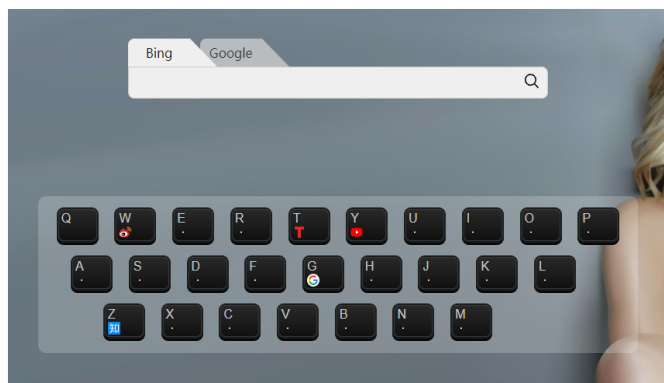 Bing Google
Q W E R T Y U I O P
T
A S D F G H J K L
G
Z X C V B N M
知